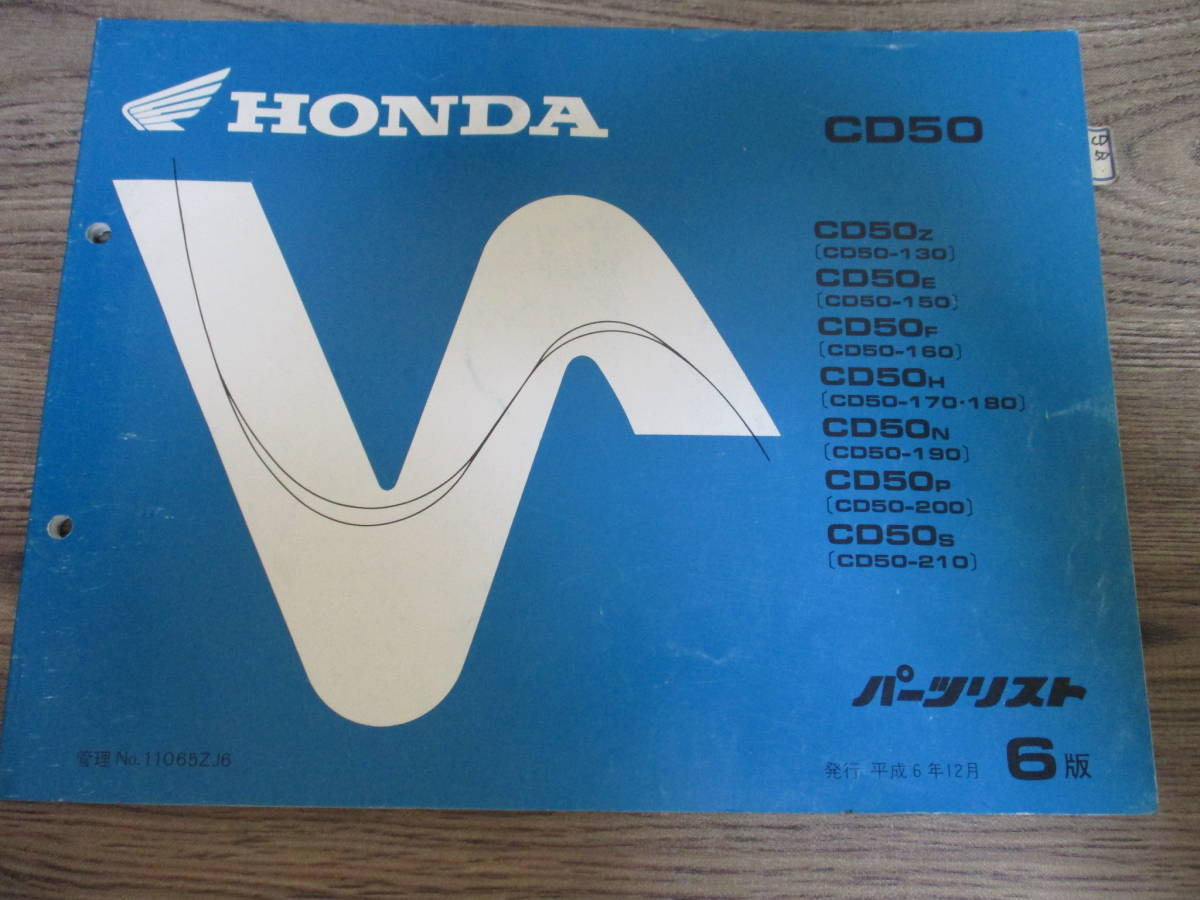 HONDA
CD50
CD50Z
〔CD50-130〕
CD50E
〔CD50-150〕
CD50F
〔CD50-160〕
CD50H
〔CD50-170・180〕
CD50N
〔CD50-190〕
CD50P
〔CD50-200〕
CD50S
〔CD50-210〕
パーツリスト
管理 No.11065ZJ6
発行 平成6年12月 6版